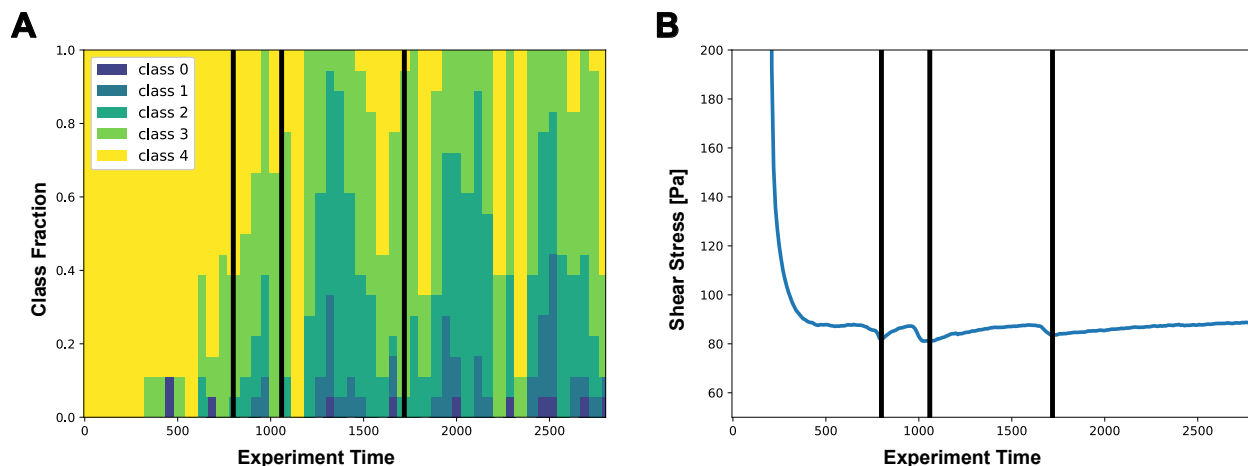 A
B
1.0
0.8
0.6
0.4
0.2
0.0
Class Fraction
class 0
class 1
class 2
class 3
class 4
0
500
1000
1500
2000
2500
Experiment Time
200
180
160
140
120
100
80
60
Shear Stress [Pa]
0
500
1000
1500
2000
2500
Experiment Time